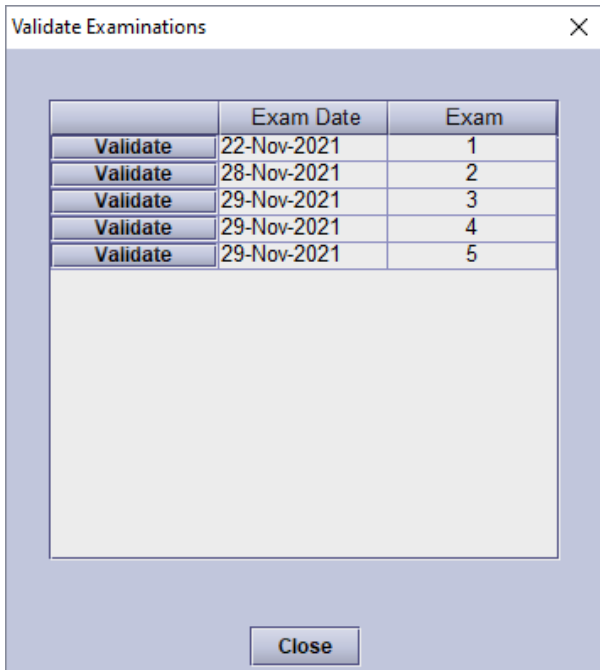 Validate Examinations
Exam Date Exam
Validate 22-Nov-2021 1
Validate 28-Nov-2021 2
Validate 29-Nov-2021 3
Validate 29-Nov-2021 4
Validate 29-Nov-2021 5
Close